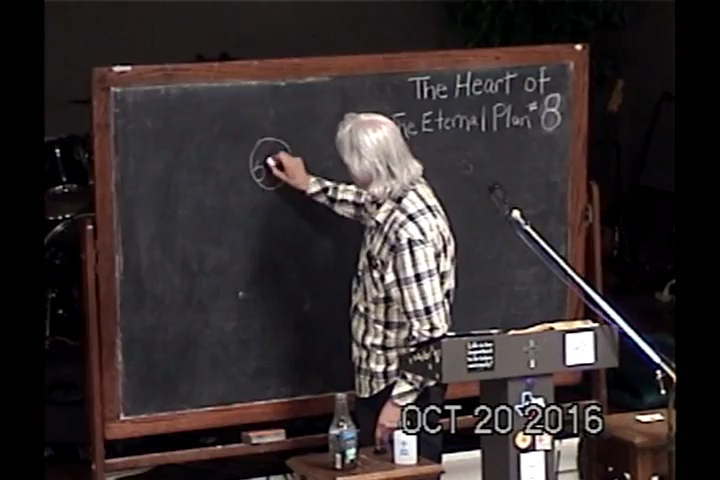 The Heart of
The Eternal Plan #8
OCT 20 2016